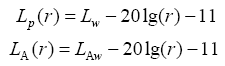 L_p(r) = L_w − 20lg(r) − 11
L_A(r) = L_Aw − 20lg(r) − 11